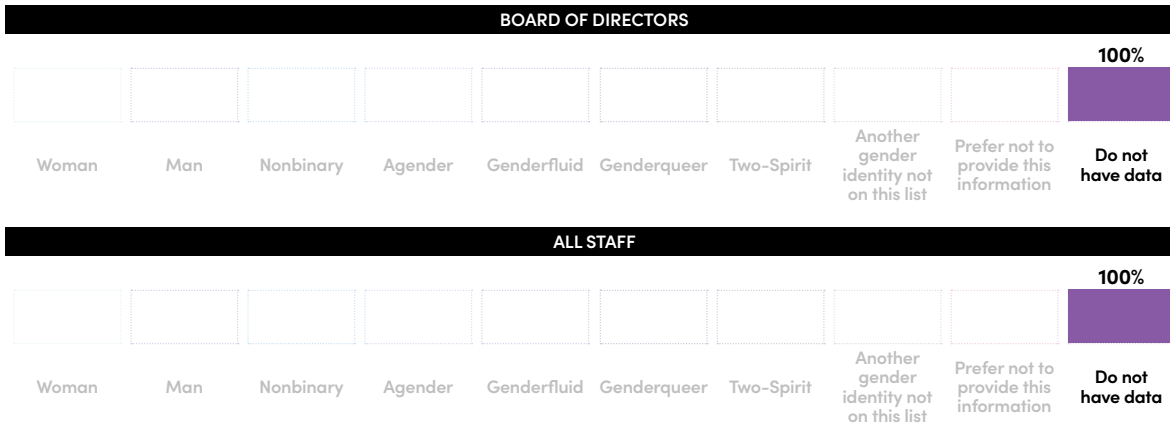 BOARD OF DIRECTORS
100%
Woman
Man
Nonbinary
Agender
Genderfluid
Genderqueer
Two-Spirit
Another
gender
identity not
on this list
Prefer not to
provide this
information
Do not
have data
ALL STAFF
100%
Woman
Man
Nonbinary
Agender
Genderfluid
Genderqueer
Two-Spirit
Another
gender
identity not
on this list
Prefer not to
provide this
information
Do not
have data